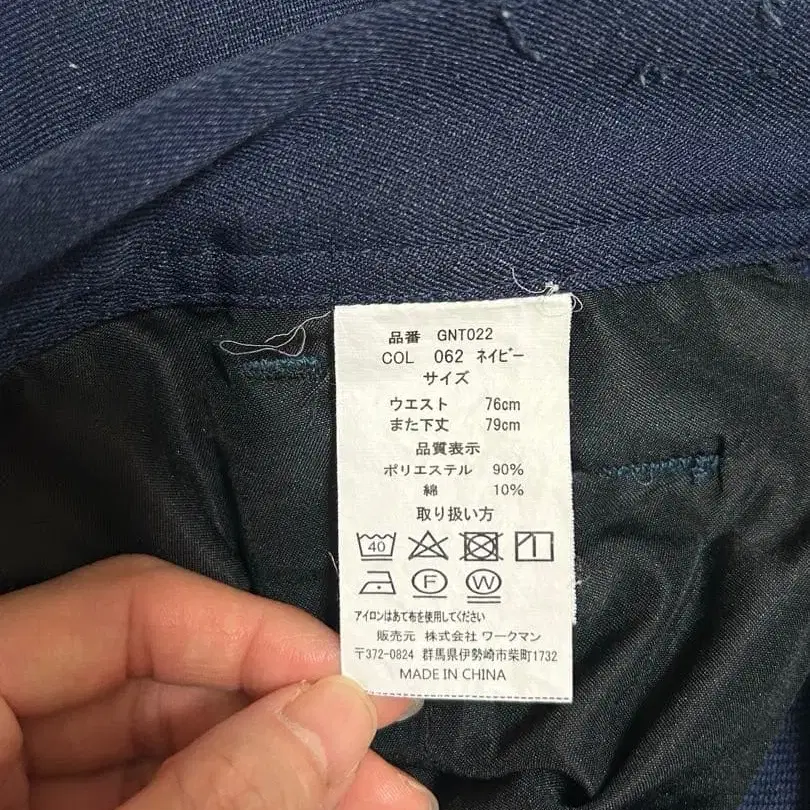 品番 GNT022
COL 062 ネイビー
サイズ
ウエスト 76cm
また下丈 79cm
品質表示
ポリエステル 90%
綿 10%
取り扱い方
40
F W
アイロンはあて布を使用してください
販売元 株式会社 ワークマン
〒372-0824 群馬県伊勢崎市柴町1732
MADE IN CHINA